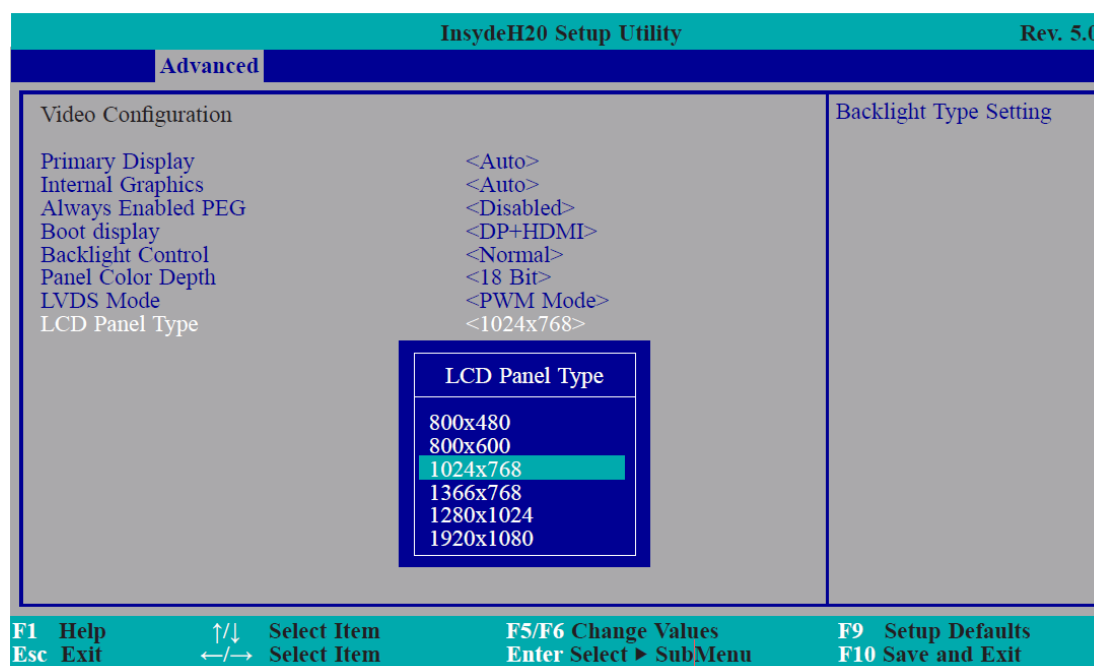 InsydeH20 Setup Utility Rev. 5.0
Advanced
Video Configuration
Backlight Type Setting
Primary Display <Auto>
Internal Graphics <Auto>
Always Enabled PEG <Disabled>
Boot display <DP+HDMI>
Backlight Control <Normal>
Panel Color Depth <18 Bit>
LVDS Mode <PWM Mode>
LCD Panel Type <1024x768>
LCD Panel Type
800x480
800x600
1024x768
1366x768
1280x1024
1920x1080
F1 Help ↑/↓ Select Item F5/F6 Change Values F9 Setup Defaults
Esc Exit ←/→ Select Item Enter Select ▶ SubMenu F10 Save and Exit